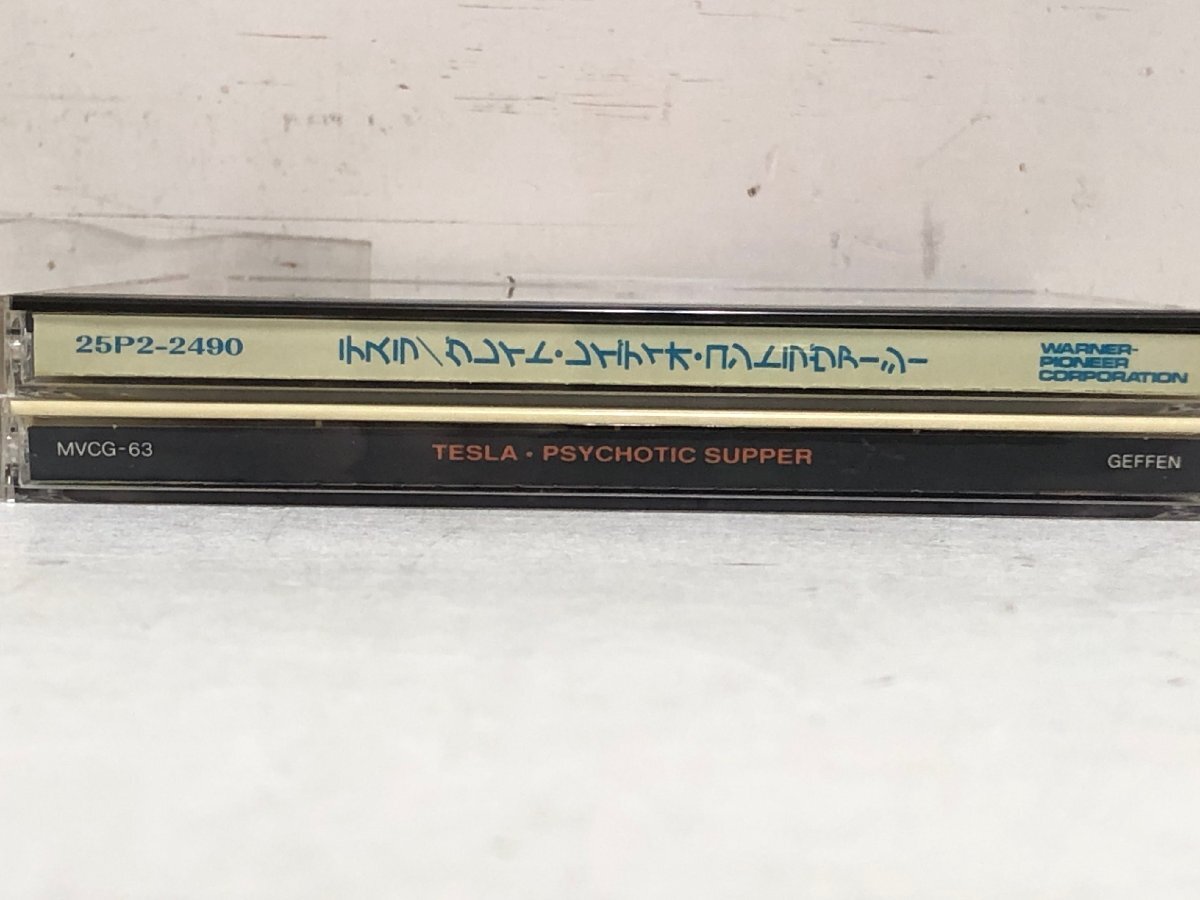 25P2-2490
テスラ/グレイト・レイディオ・コントラヴァーシー
WARNER-
PIONEER
CORPORATION
MVCG-63
TESLA · PSYCHOTIC SUPPER
GEFFEN